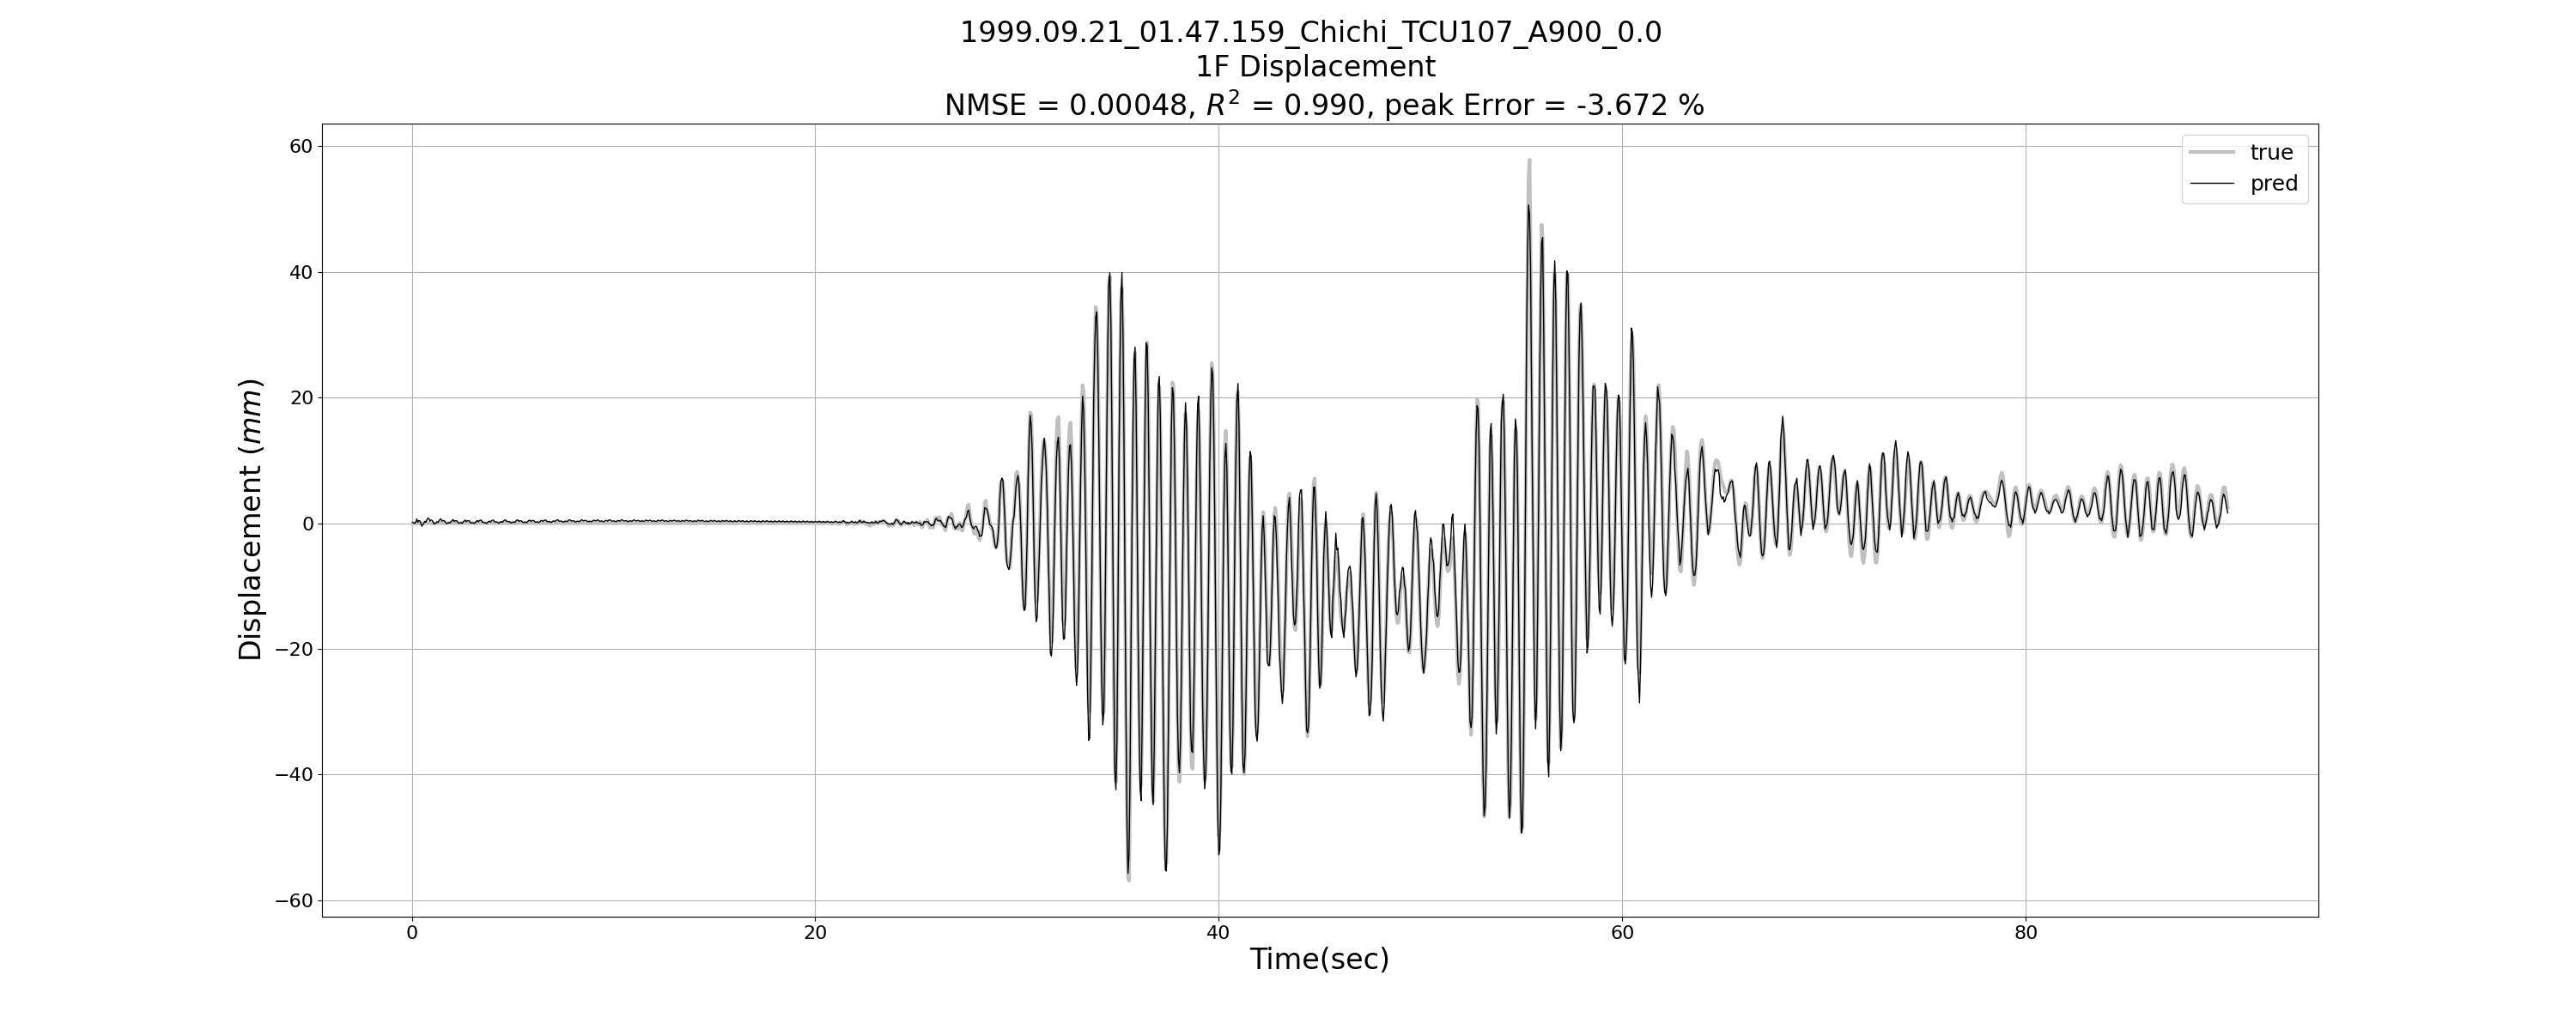 1999.09.21_01.47.159_Chichi_TCU107_A900_0.0
1F Displacement
NMSE = 0.00048, R² = 0.990, peak Error = -3.672 %
true
pred
Displacement (mm)
60
40
20
0
−20
−40
−60
0
20
40
60
80
Time(sec)